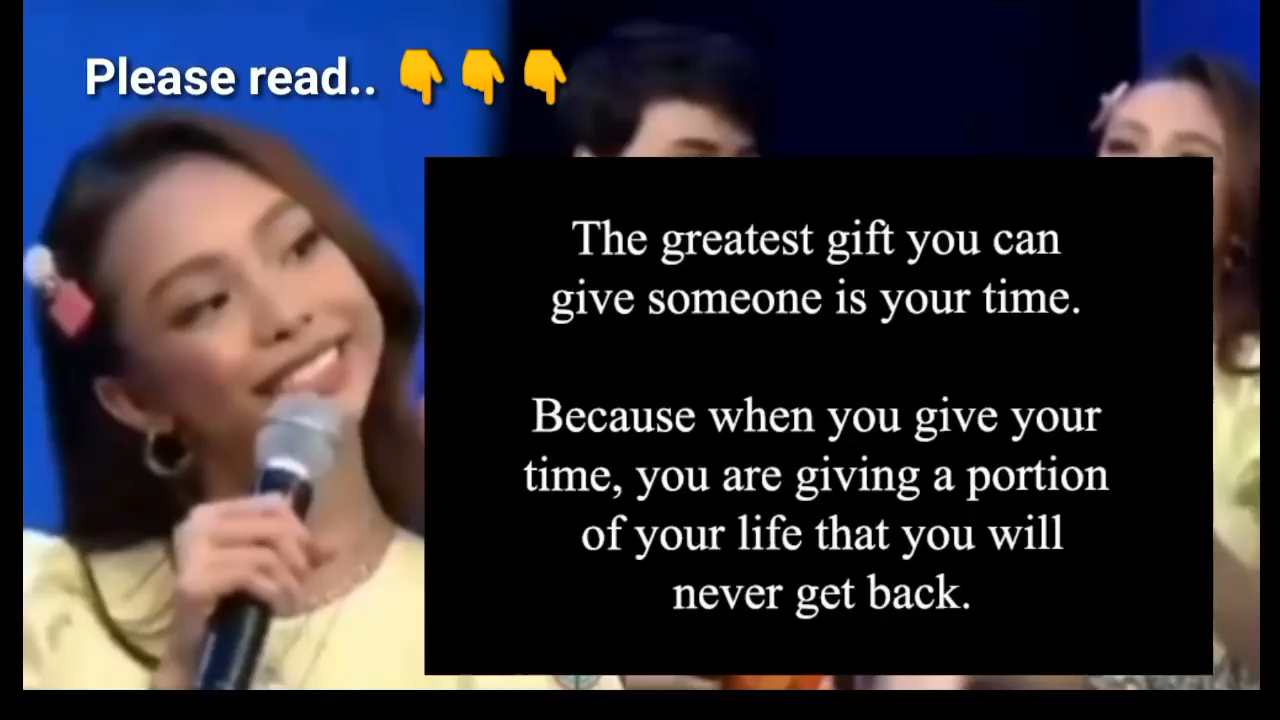 Please read.. 👇👇👇
The greatest gift you can
give someone is your time.
Because when you give your
time, you are giving a portion
of your life that you will
never get back.